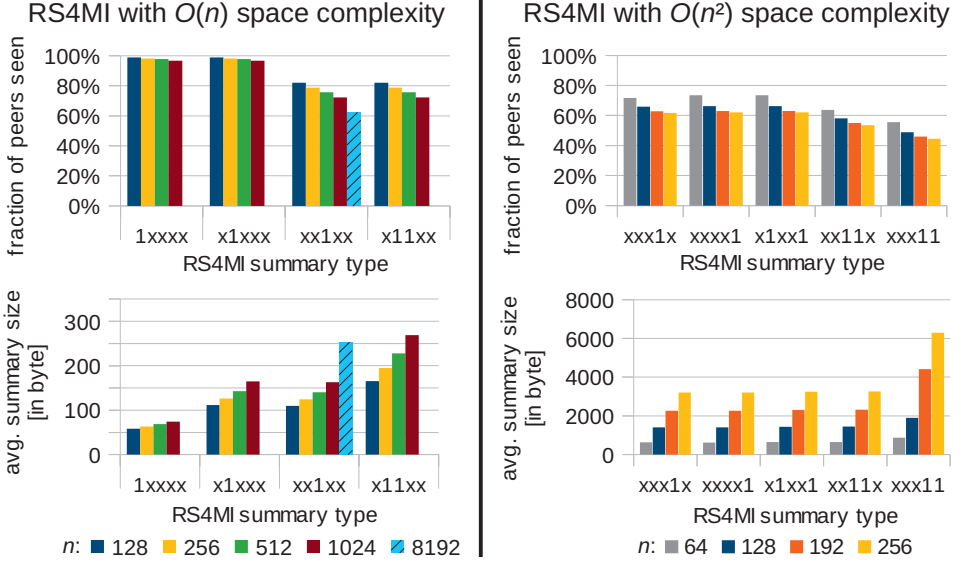 RS4MI with O(n) space complexity
fraction of peers seen
100%
80%
60%
40%
20%
0%
1xxxx x1xxx xx1xx x11xx
RS4MI summary type
avg. summary size
[in byte]
300
200
100
0
1xxxx x1xxx xx1xx x11xx
RS4MI summary type
n: 128 256 512 1024 8192
RS4MI with O(n²) space complexity
fraction of peers seen
100%
80%
60%
40%
20%
0%
xxx1x xxxx1 x1xx1 xx11x xxx11
RS4MI summary type
avg. summary size
[in byte]
8000
6000
4000
2000
0
xxx1x xxxx1 x1xx1 xx11x xxx11
RS4MI summary type
n: 64 128 192 256